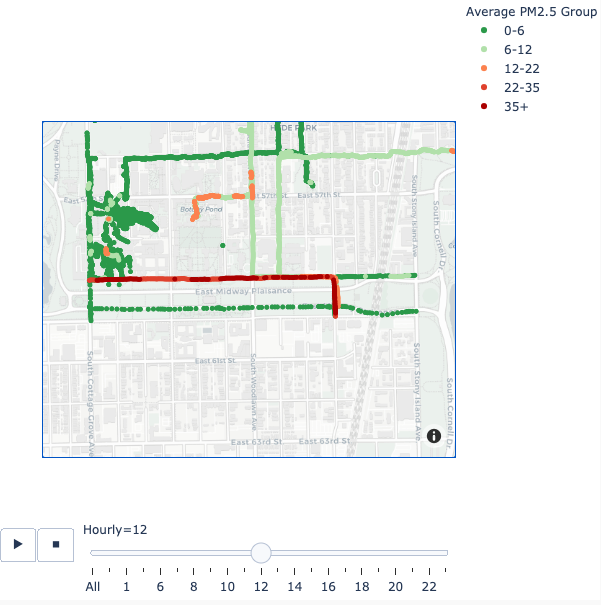 Average PM2.5 Group
0-6
6-12
12-22
22-35
35+
HYDE PARK
Payne Drive
East 57th St.
East 57th St.
Botany Pond
South Stony Island Ave
South Cornell Dr.
East Midway Plaisance
East 61st St.
South Cottage Grove Ave
South Woodlawn Ave
South Stony Island Ave
South Cornell Dr.
East 63rd St
East 63rd St
Hourly=12
All 1 6 8 10 12 14 16 18 20 22